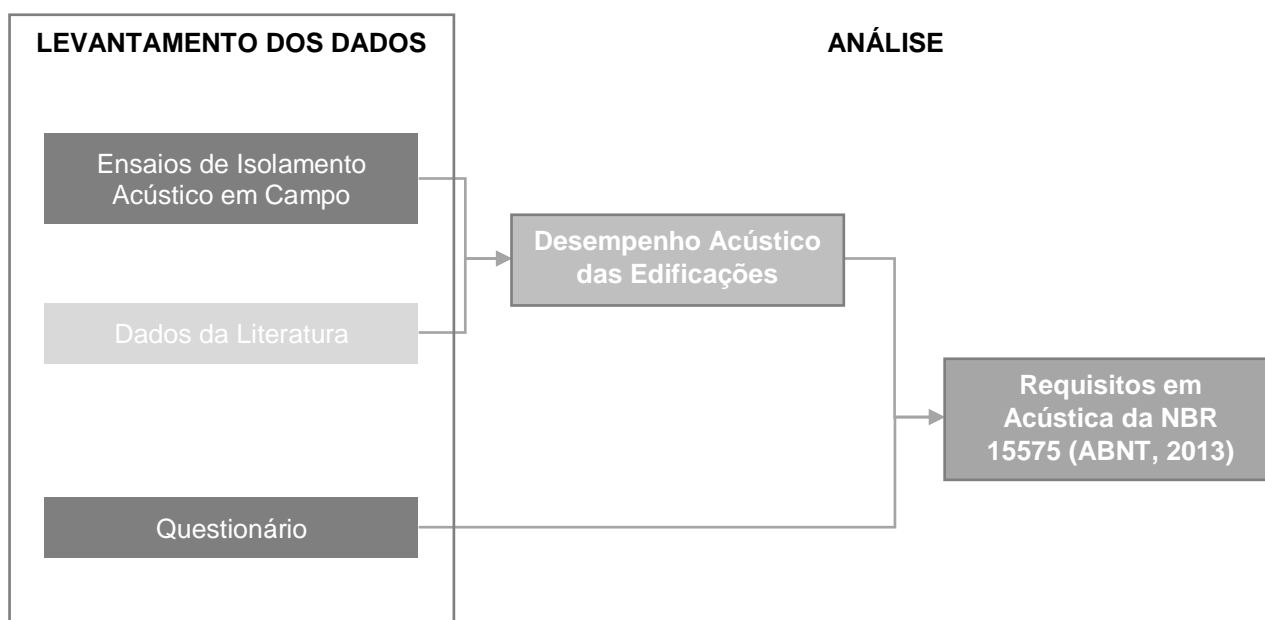 LEVANTAMENTO DOS DADOS
ANÁLISE
Ensaios de Isolamento
Acústico em Campo
Desempenho Acústico
das Edificações
Dados da Literatura
Requisitos em
Acústica da NBR
15575 (ABNT, 2013)
Questionário